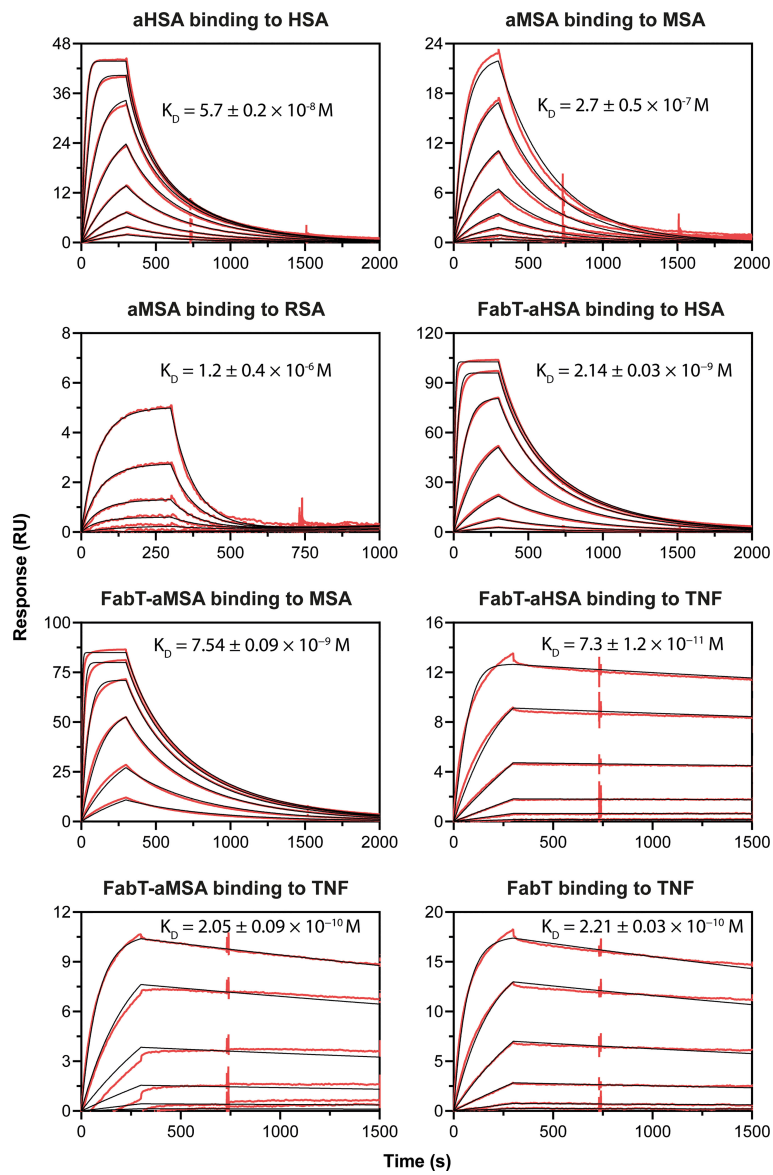 aHSA binding to HSA
48
36
24
12
0
K_D = 5.7 ± 0.2 × 10⁻⁸ M
0 500 1000 1500 2000
aMSA binding to MSA
24
18
12
6
0
K_D = 2.7 ± 0.5 × 10⁻⁷ M
0 500 1000 1500 2000
aMSA binding to RSA
8
6
4
2
0
K_D = 1.2 ± 0.4 × 10⁻⁶ M
0 250 500 750 1000
FabT-aHSA binding to HSA
120
90
60
30
0
K_D = 2.14 ± 0.03 × 10⁻⁹ M
0 500 1000 1500 2000
Response (RU)
FabT-aMSA binding to MSA
100
75
50
25
0
K_D = 7.54 ± 0.09 × 10⁻⁹ M
0 500 1000 1500 2000
FabT-aHSA binding to TNF
16
12
8
4
0
K_D = 7.3 ± 1.2 × 10⁻¹¹ M
0 500 1000 1500
FabT-aMSA binding to TNF
12
9
6
3
0
K_D = 2.05 ± 0.09 × 10⁻¹⁰ M
0 500 1000 1500
FabT binding to TNF
20
15
10
5
0
K_D = 2.21 ± 0.03 × 10⁻¹⁰ M
0 500 1000 1500
Time (s)